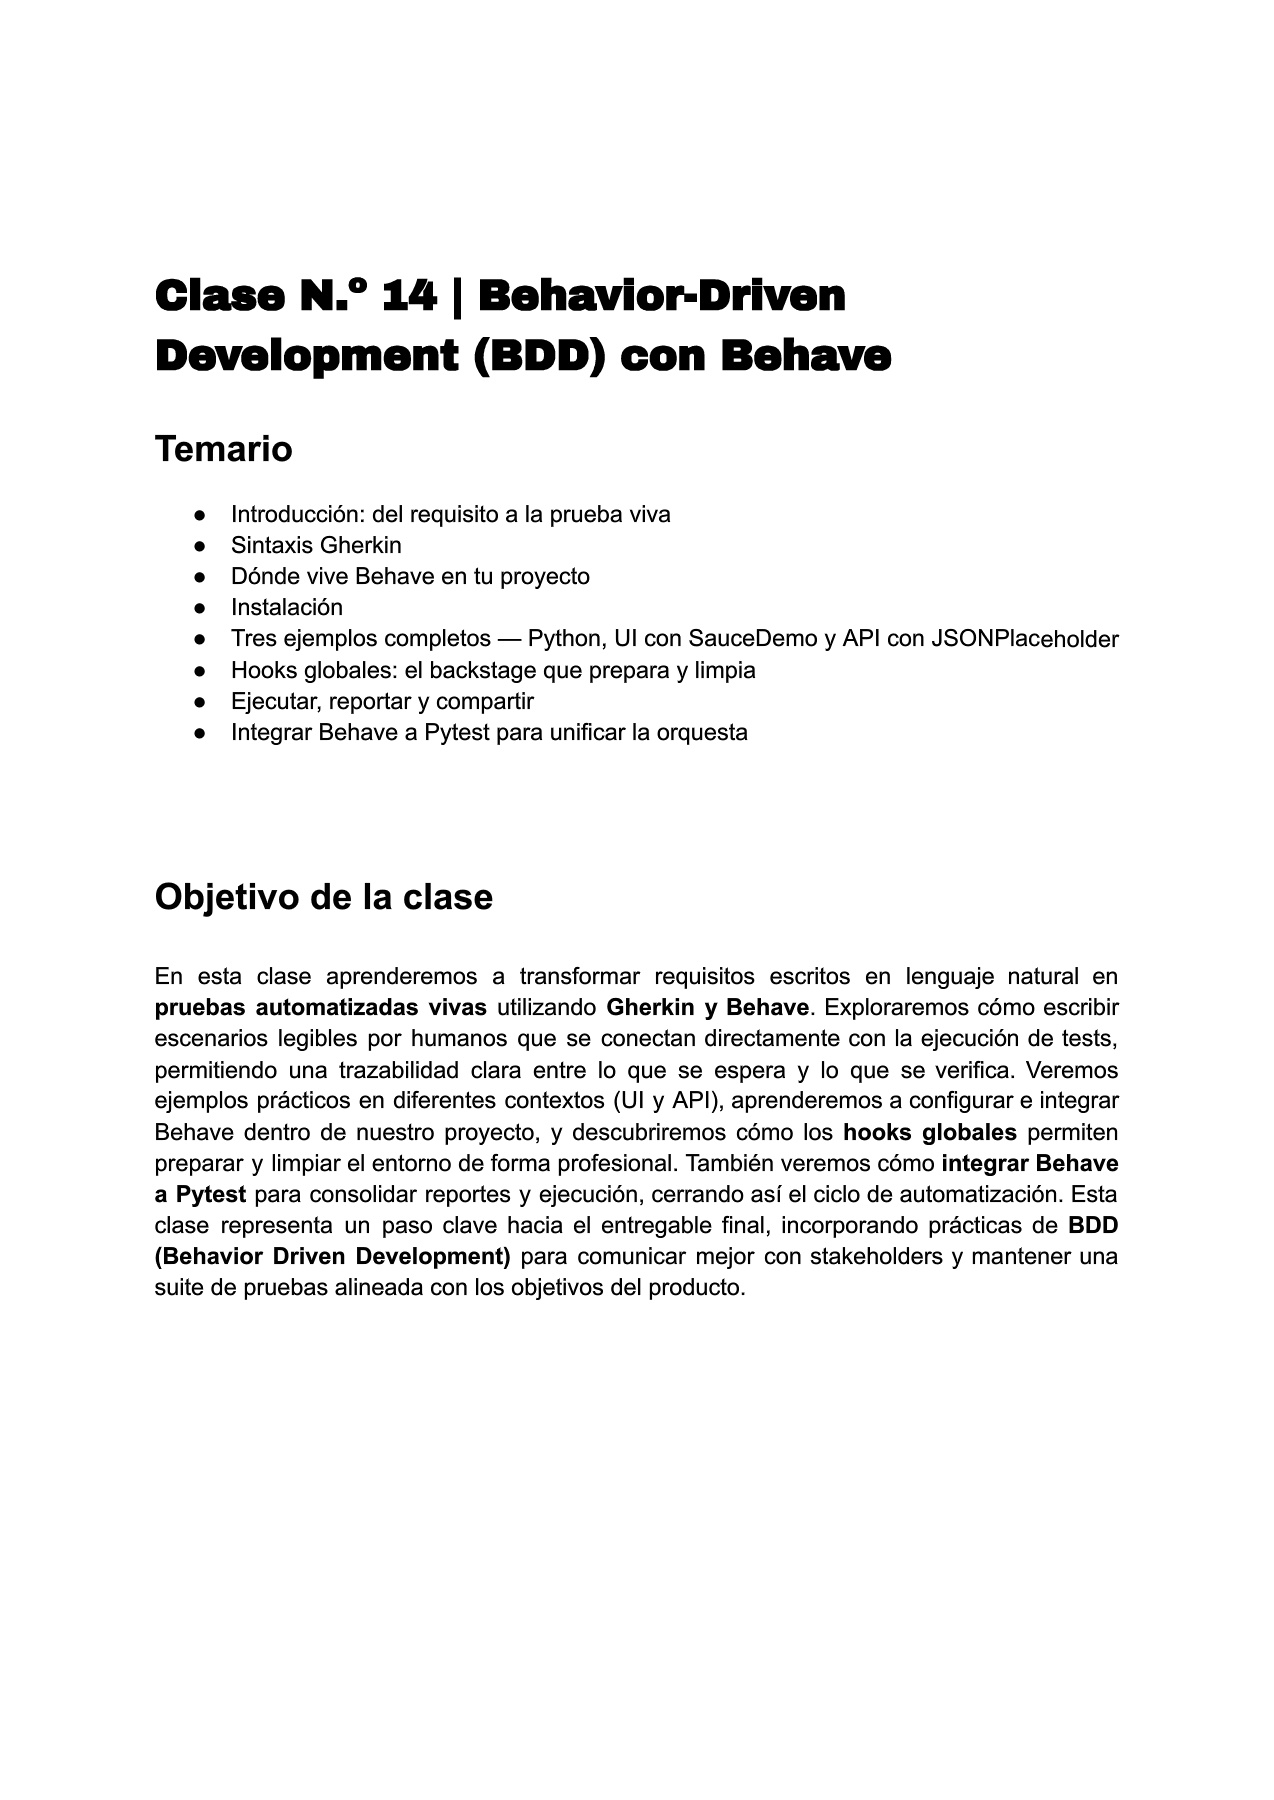 Clase N.º 14 | Behavior-Driven
Development (BDD) con Behave
Temario
● Introducción: del requisito a la prueba viva
● Sintaxis Gherkin
● Dónde vive Behave en tu proyecto
● Instalación
● Tres ejemplos completos — Python, UI con SauceDemo y API con JSONPlaceholder
● Hooks globales: el backstage que prepara y limpia
● Ejecutar, reportar y compartir
● Integrar Behave a Pytest para unificar la orquesta
Objetivo de la clase
En esta clase aprenderemos a transformar requisitos escritos en lenguaje natural en
pruebas automatizadas vivas utilizando Gherkin y Behave. Exploraremos cómo escribir
escenarios legibles por humanos que se conectan directamente con la ejecución de tests,
permitiendo una trazabilidad clara entre lo que se espera y lo que se verifica. Veremos
ejemplos prácticos en diferentes contextos (UI y API), aprenderemos a configurar e integrar
Behave dentro de nuestro proyecto, y descubriremos cómo los hooks globales permiten
preparar y limpiar el entorno de forma profesional. También veremos cómo integrar Behave
a Pytest para consolidar reportes y ejecución, cerrando así el ciclo de automatización. Esta
clase representa un paso clave hacia el entregable final, incorporando prácticas de BDD
(Behavior Driven Development) para comunicar mejor con stakeholders y mantener una
suite de pruebas alineada con los objetivos del producto.